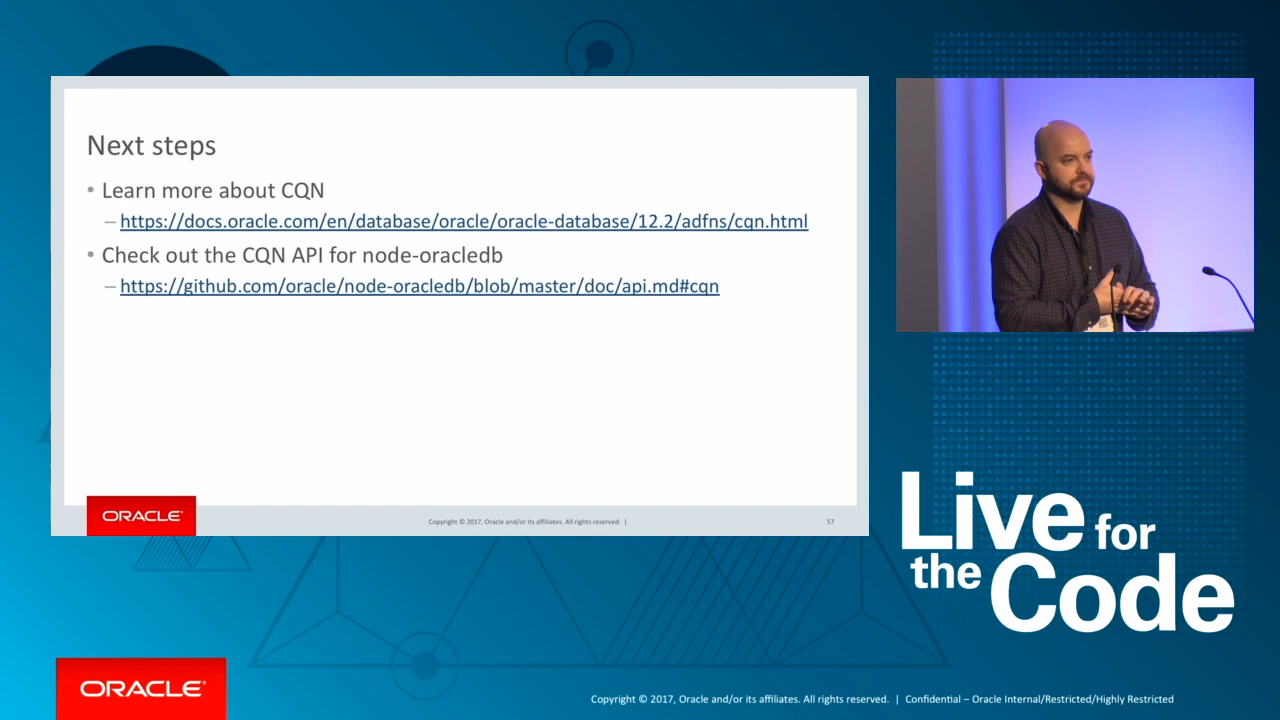 Next steps
• Learn more about CQN
– https://docs.oracle.com/en/database/oracle/oracle-database/12.2/adfns/cqn.html
• Check out the CQN API for node-oracledb
– https://github.com/oracle/node-oracledb/blob/master/doc/api.md#cqn
ORACLE®
Copyright © 2017, Oracle and/or its affiliates. All rights reserved. |
57
Live for
the Code
ORACLE®
Copyright © 2017, Oracle and/or its affiliates. All rights reserved. | Confidential – Oracle Internal/Restricted/Highly Restricted